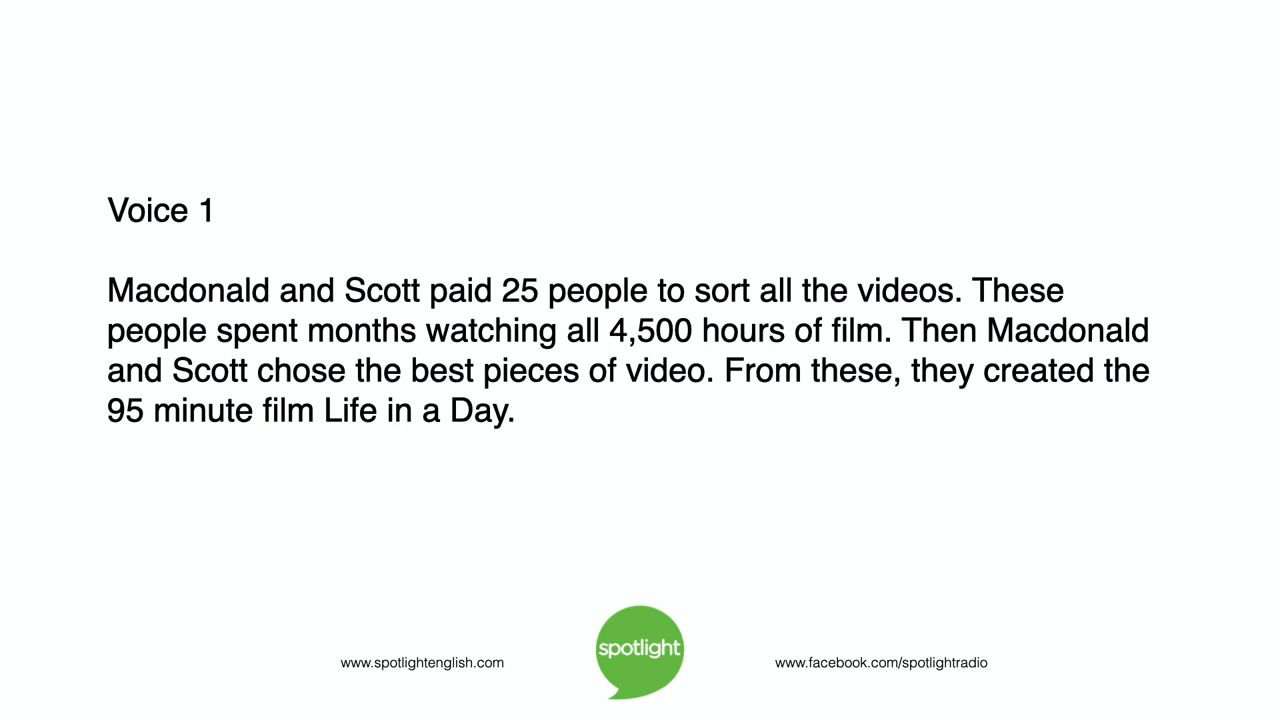 Voice 1
Macdonald and Scott paid 25 people to sort all the videos. These
people spent months watching all 4,500 hours of film. Then Macdonald
and Scott chose the best pieces of video. From these, they created the
95 minute film Life in a Day.
spotlight
www.spotlightenglish.com
www.facebook.com/spotlightradio